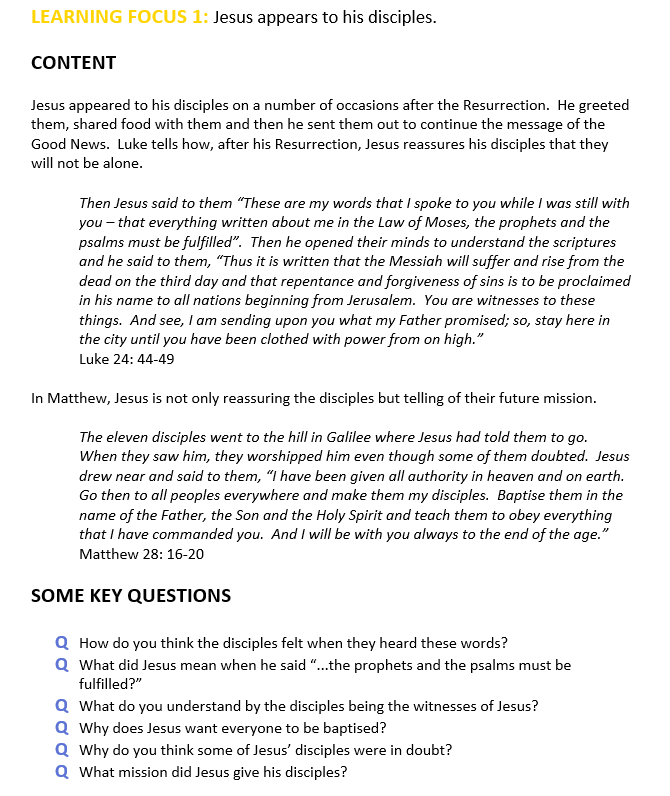 LEARNING FOCUS 1: Jesus appears to his disciples.
CONTENT
Jesus appeared to his disciples on a number of occasions after the Resurrection.  He greeted
them, shared food with them and then he sent them out to continue the message of the
Good News.  Luke tells how, after his Resurrection, Jesus reassures his disciples that they
will not be alone.
Then Jesus said to them “These are my words that I spoke to you while I was still with
you – that everything written about me in the Law of Moses, the prophets and the
psalms must be fulfilled”.  Then he opened their minds to understand the scriptures
and he said to them, “Thus it is written that the Messiah will suffer and rise from the
dead on the third day and that repentance and forgiveness of sins is to be proclaimed
in his name to all nations beginning from Jerusalem.  You are witnesses to these
things.  And see, I am sending upon you what my Father promised; so, stay here in
the city until you have been clothed with power from on high.”
Luke 24: 44-49
In Matthew, Jesus is not only reassuring the disciples but telling of their future mission.
The eleven disciples went to the hill in Galilee where Jesus had told them to go.
When they saw him, they worshipped him even though some of them doubted.  Jesus
drew near and said to them, “I have been given all authority in heaven and on earth.
Go then to all peoples everywhere and make them my disciples.  Baptise them in the
name of the Father, the Son and the Holy Spirit and teach them to obey everything
that I have commanded you.  And I will be with you always to the end of the age.”
Matthew 28: 16-20
SOME KEY QUESTIONS
Q How do you think the disciples felt when they heard these words?
Q What did Jesus mean when he said “...the prophets and the psalms must be
fulfilled?”
Q What do you understand by the disciples being the witnesses of Jesus?
Q Why does Jesus want everyone to be baptised?
Q Why do you think some of Jesus’ disciples were in doubt?
Q What mission did Jesus give his disciples?